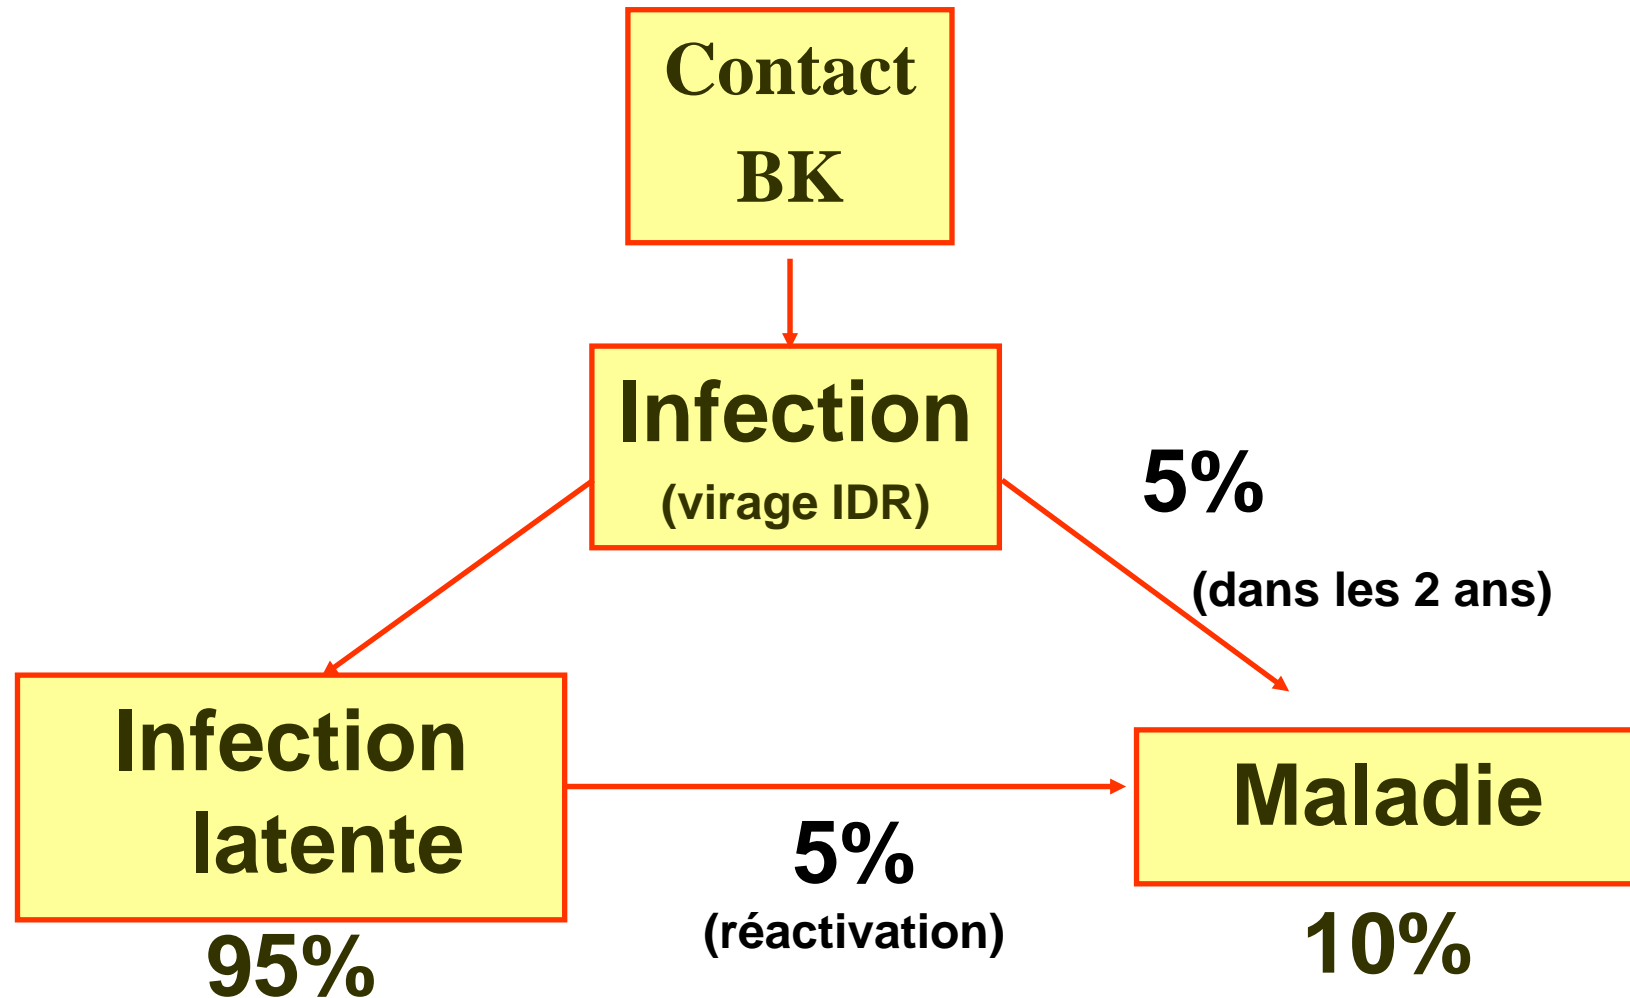 Contact
BK
Infection
(virage IDR)
5%
(dans les 2 ans)
Infection
latente
95%
5%
(réactivation)
Maladie
10%